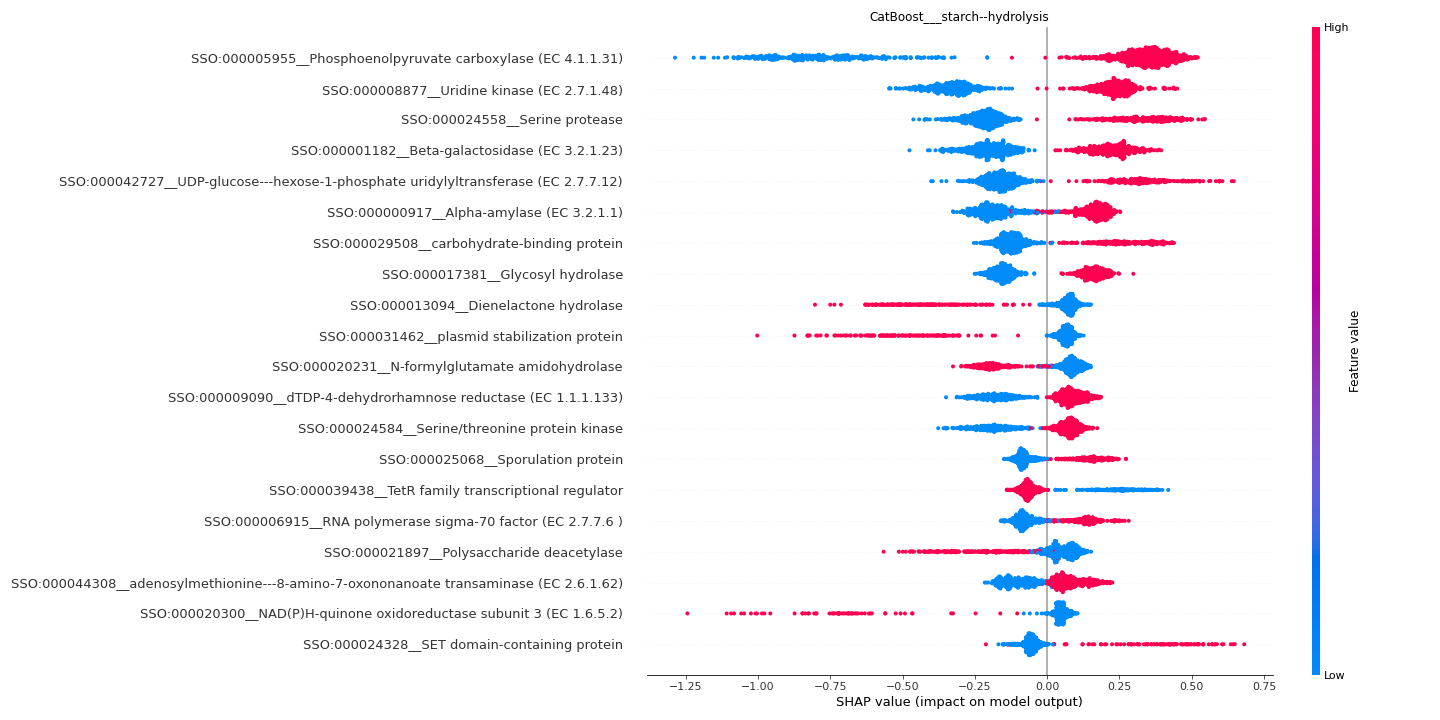 CatBoost___starch--hydrolysis
High
SSO:000005955__Phosphoenolpyruvate carboxylase (EC 4.1.1.31)
SSO:000008877__Uridine kinase (EC 2.7.1.48)
SSO:000024558__Serine protease
SSO:000001182__Beta-galactosidase (EC 3.2.1.23)
SSO:000042727__UDP-glucose---hexose-1-phosphate uridylyltransferase (EC 2.7.7.12)
SSO:000000917__Alpha-amylase (EC 3.2.1.1)
SSO:000029508__carbohydrate-binding protein
SSO:000017381__Glycosyl hydrolase
SSO:000013094__Dienelactone hydrolase
SSO:000031462__plasmid stabilization protein
SSO:000020231__N-formylglutamate amidohydrolase
SSO:000009090__dTDP-4-dehydrorhamnose reductase (EC 1.1.1.133)
SSO:000024584__Serine/threonine protein kinase
SSO:000025068__Sporulation protein
SSO:000039438__TetR family transcriptional regulator
SSO:000006915__RNA polymerase sigma-70 factor (EC 2.7.7.6 )
SSO:000021897__Polysaccharide deacetylase
SSO:000044308__adenosylmethionine---8-amino-7-oxononanoate transaminase (EC 2.6.1.62)
SSO:000020300__NAD(P)H-quinone oxidoreductase subunit 3 (EC 1.6.5.2)
SSO:000024328__SET domain-containing protein
Feature value
Low
−1.25 −1.00 −0.75 −0.50 −0.25 0.00 0.25 0.50 0.75
SHAP value (impact on model output)